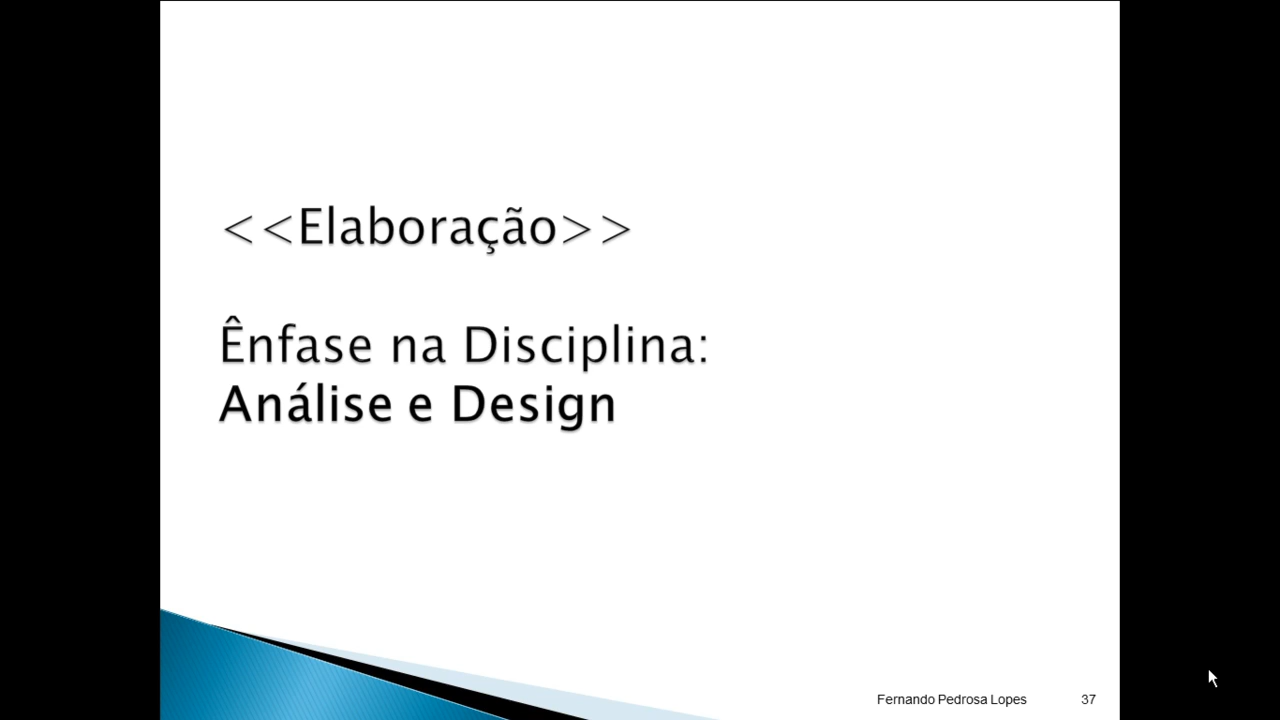 <<Elaboração>>
Ênfase na Disciplina:
Análise e Design
Fernando Pedrosa Lopes 37